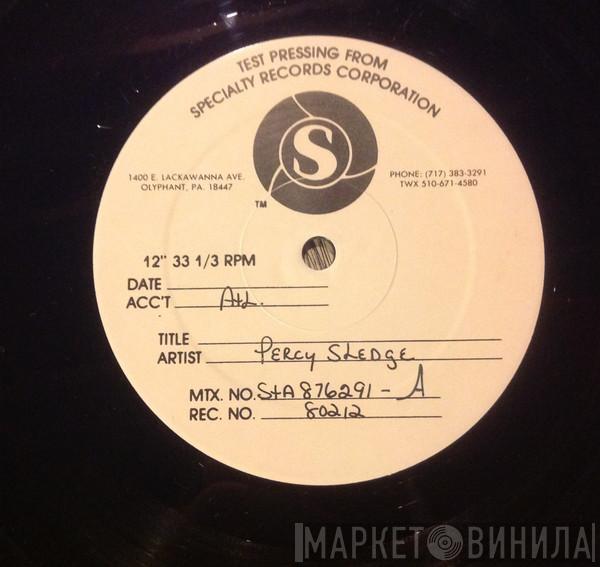 TEST PRESSING FROM
SPECIALTY RECORDS CORPORATION
S
1400 E. LACKAWANNA AVE.
OLYPHANT, PA. 18447
PHONE: (717) 383-3291
TWX 510-671-4580
TM
12" 33 1/3 RPM
DATE
ACC'T Atl.
TITLE
ARTIST PERCY SLEDGE
MTX. NO. StA 876291 - A
REC. NO. 80212
МАРКЕТ ВИНИЛА